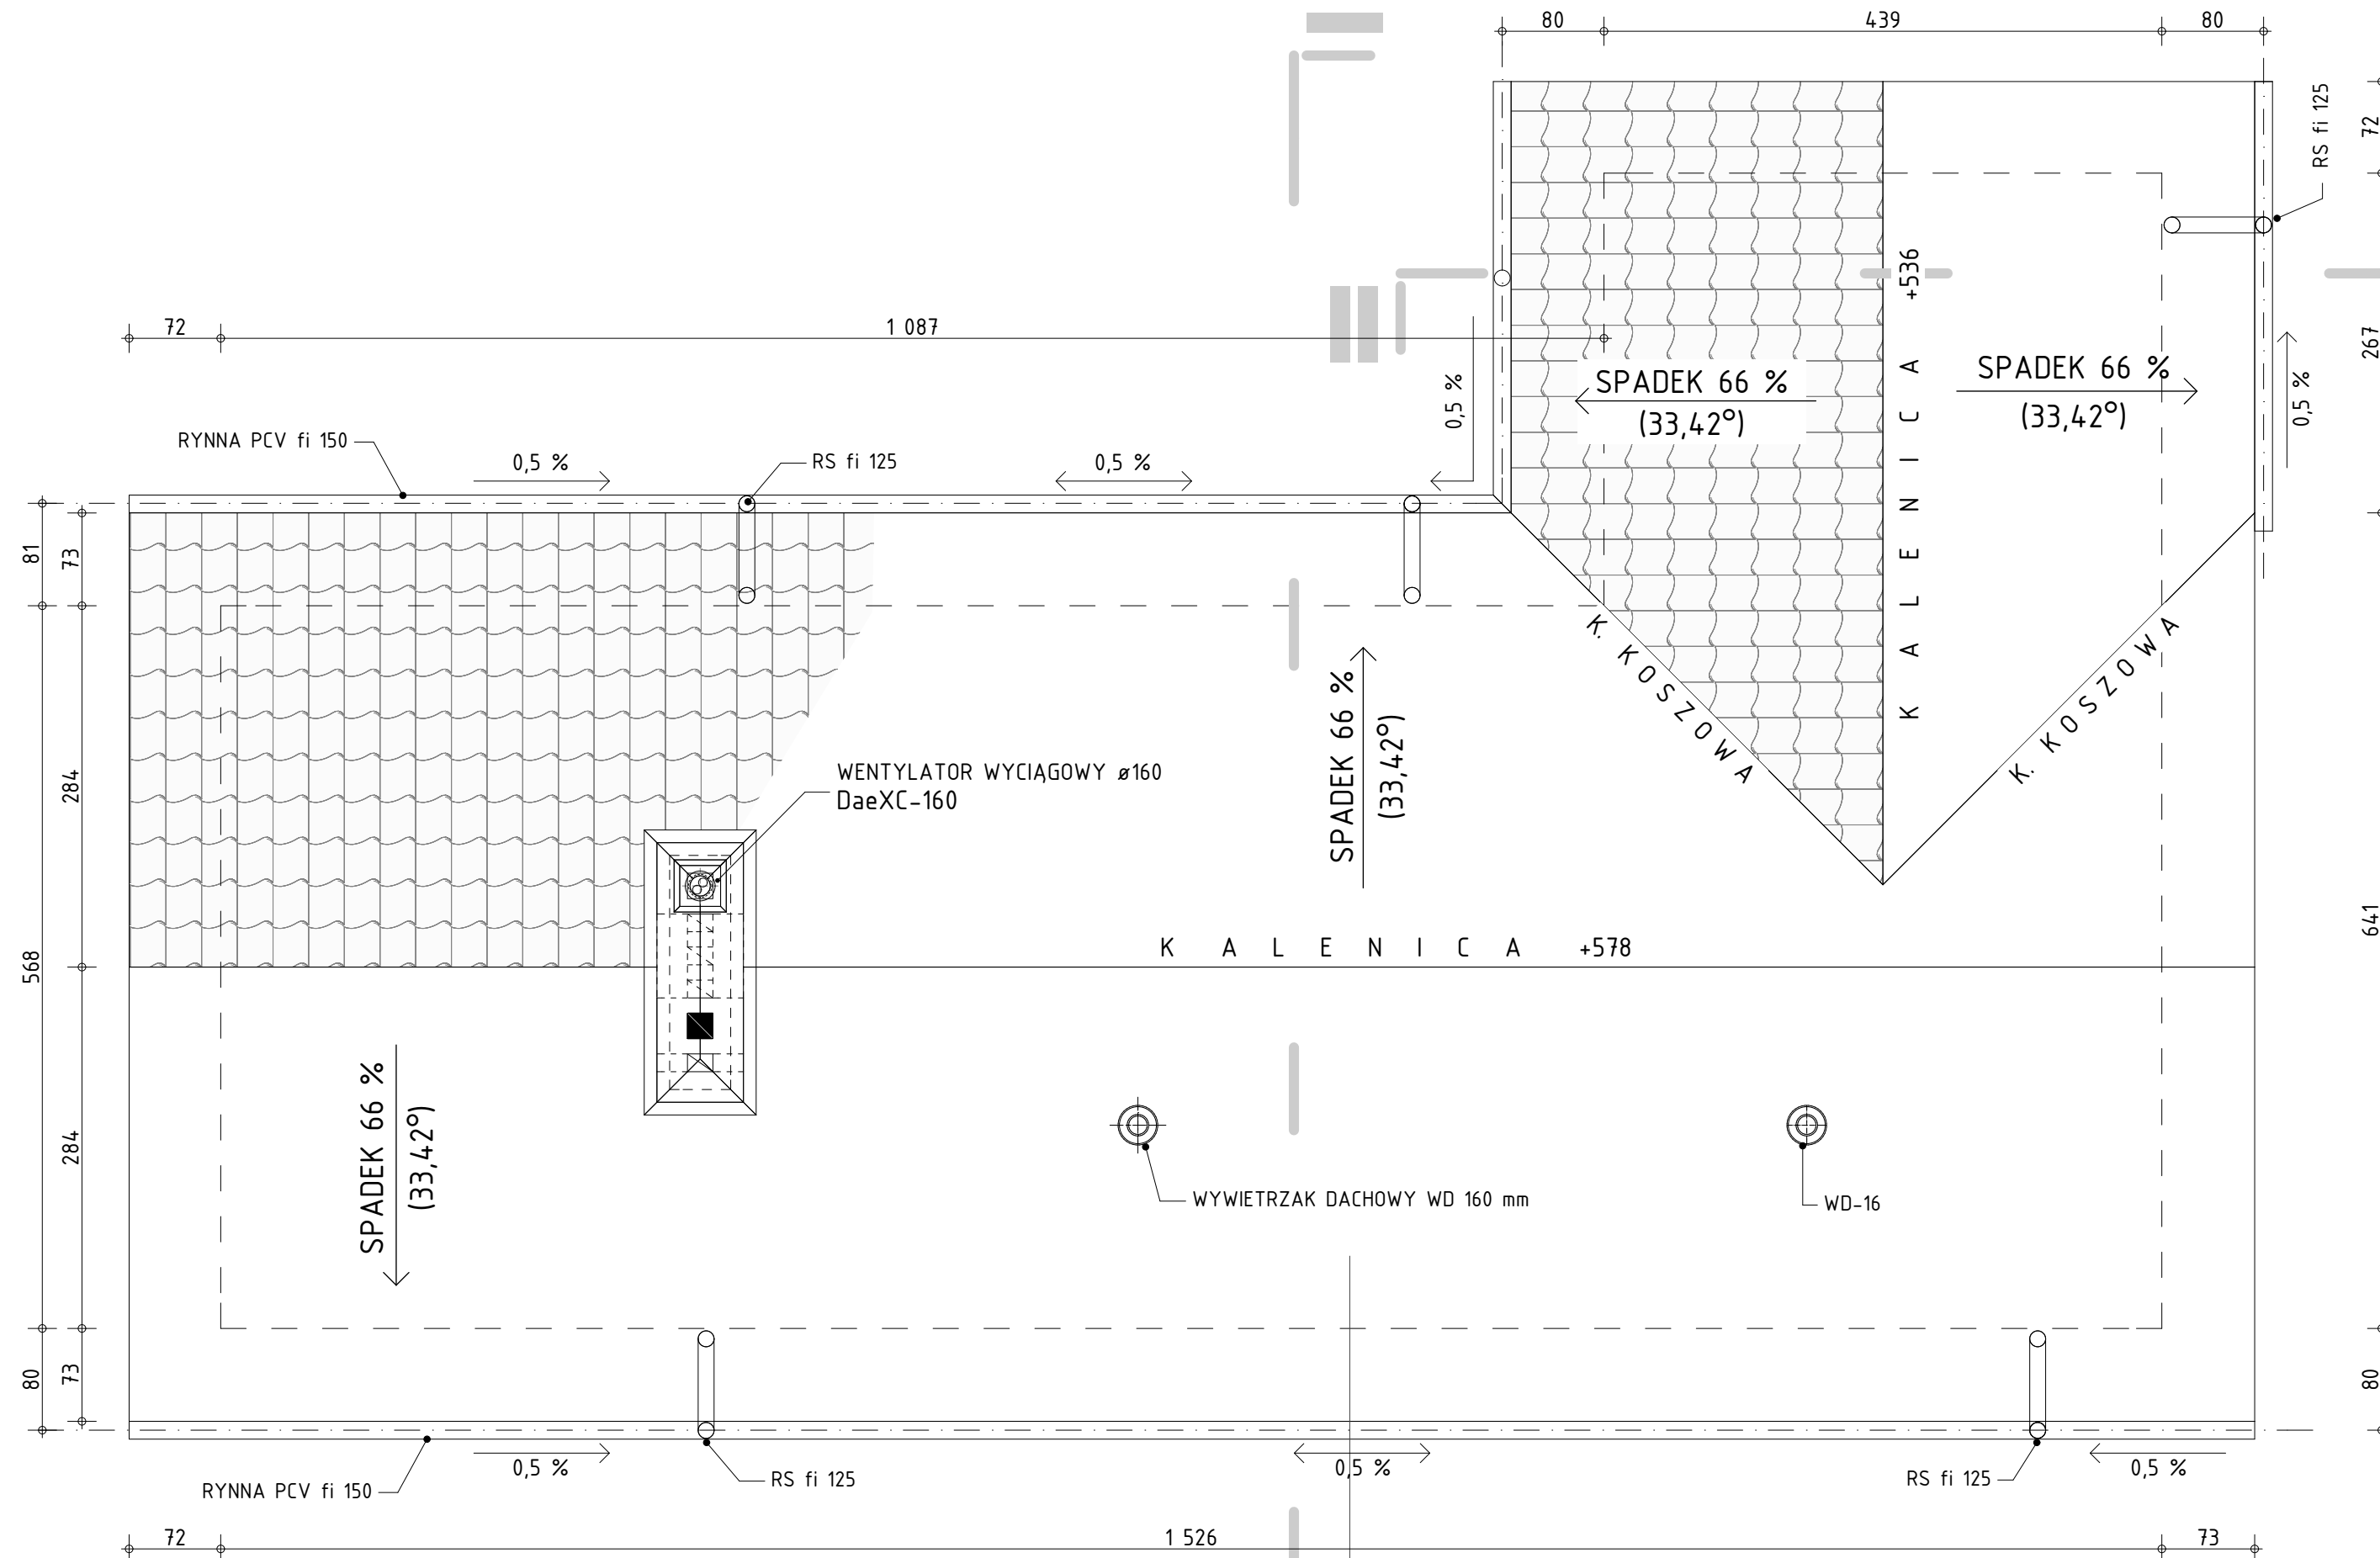 80
439
80
RS fi 125
72
+536
72
1 087
267
SPADEK 66 %
(33,42°)
SPADEK 66 %
(33,42°)
0,5 %
0,5 %
RYNNA PCV fi 150
0,5 %
RS fi 125
0,5 %
KALENICA
81
73
K. KOSZOWA
K. KOSZOWA
SPADEK 66 %
(33,42°)
284
WENTYLATOR WYCIĄGOWY ø160
DaeXC-160
641
568
KALENICA +578
SPADEK 66 %
(33,42°)
284
WYWIETRZAK DACHOWY WD 160 mm
WD-16
80
73
80
0,5 %
0,5 %
0,5 %
RYNNA PCV fi 150
RS fi 125
RS fi 125
72
1 526
73